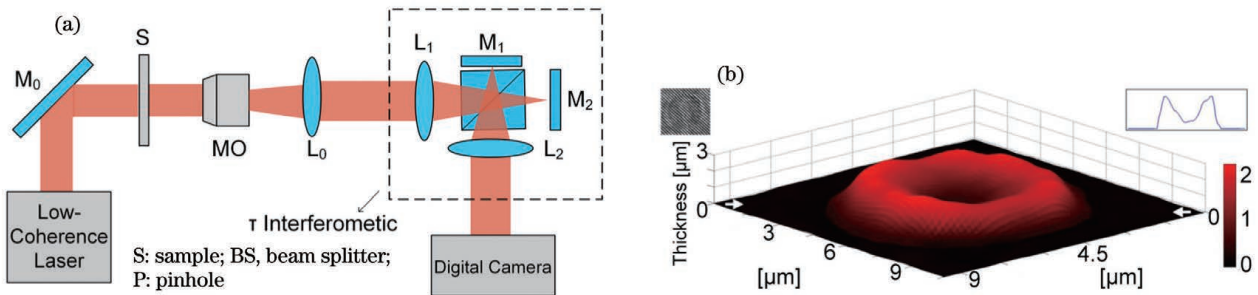 (a)
S
M₀
MO
L₀
L₁
M₁
M₂
L₂
τ Interferometic
Low-
Coherence
Laser
S: sample; BS, beam splitter;
P: pinhole
Digital Camera
(b)
Thickness [μm]
3
0
3
6
9
[μm]
9
4.5
0
[μm]
2
1
0